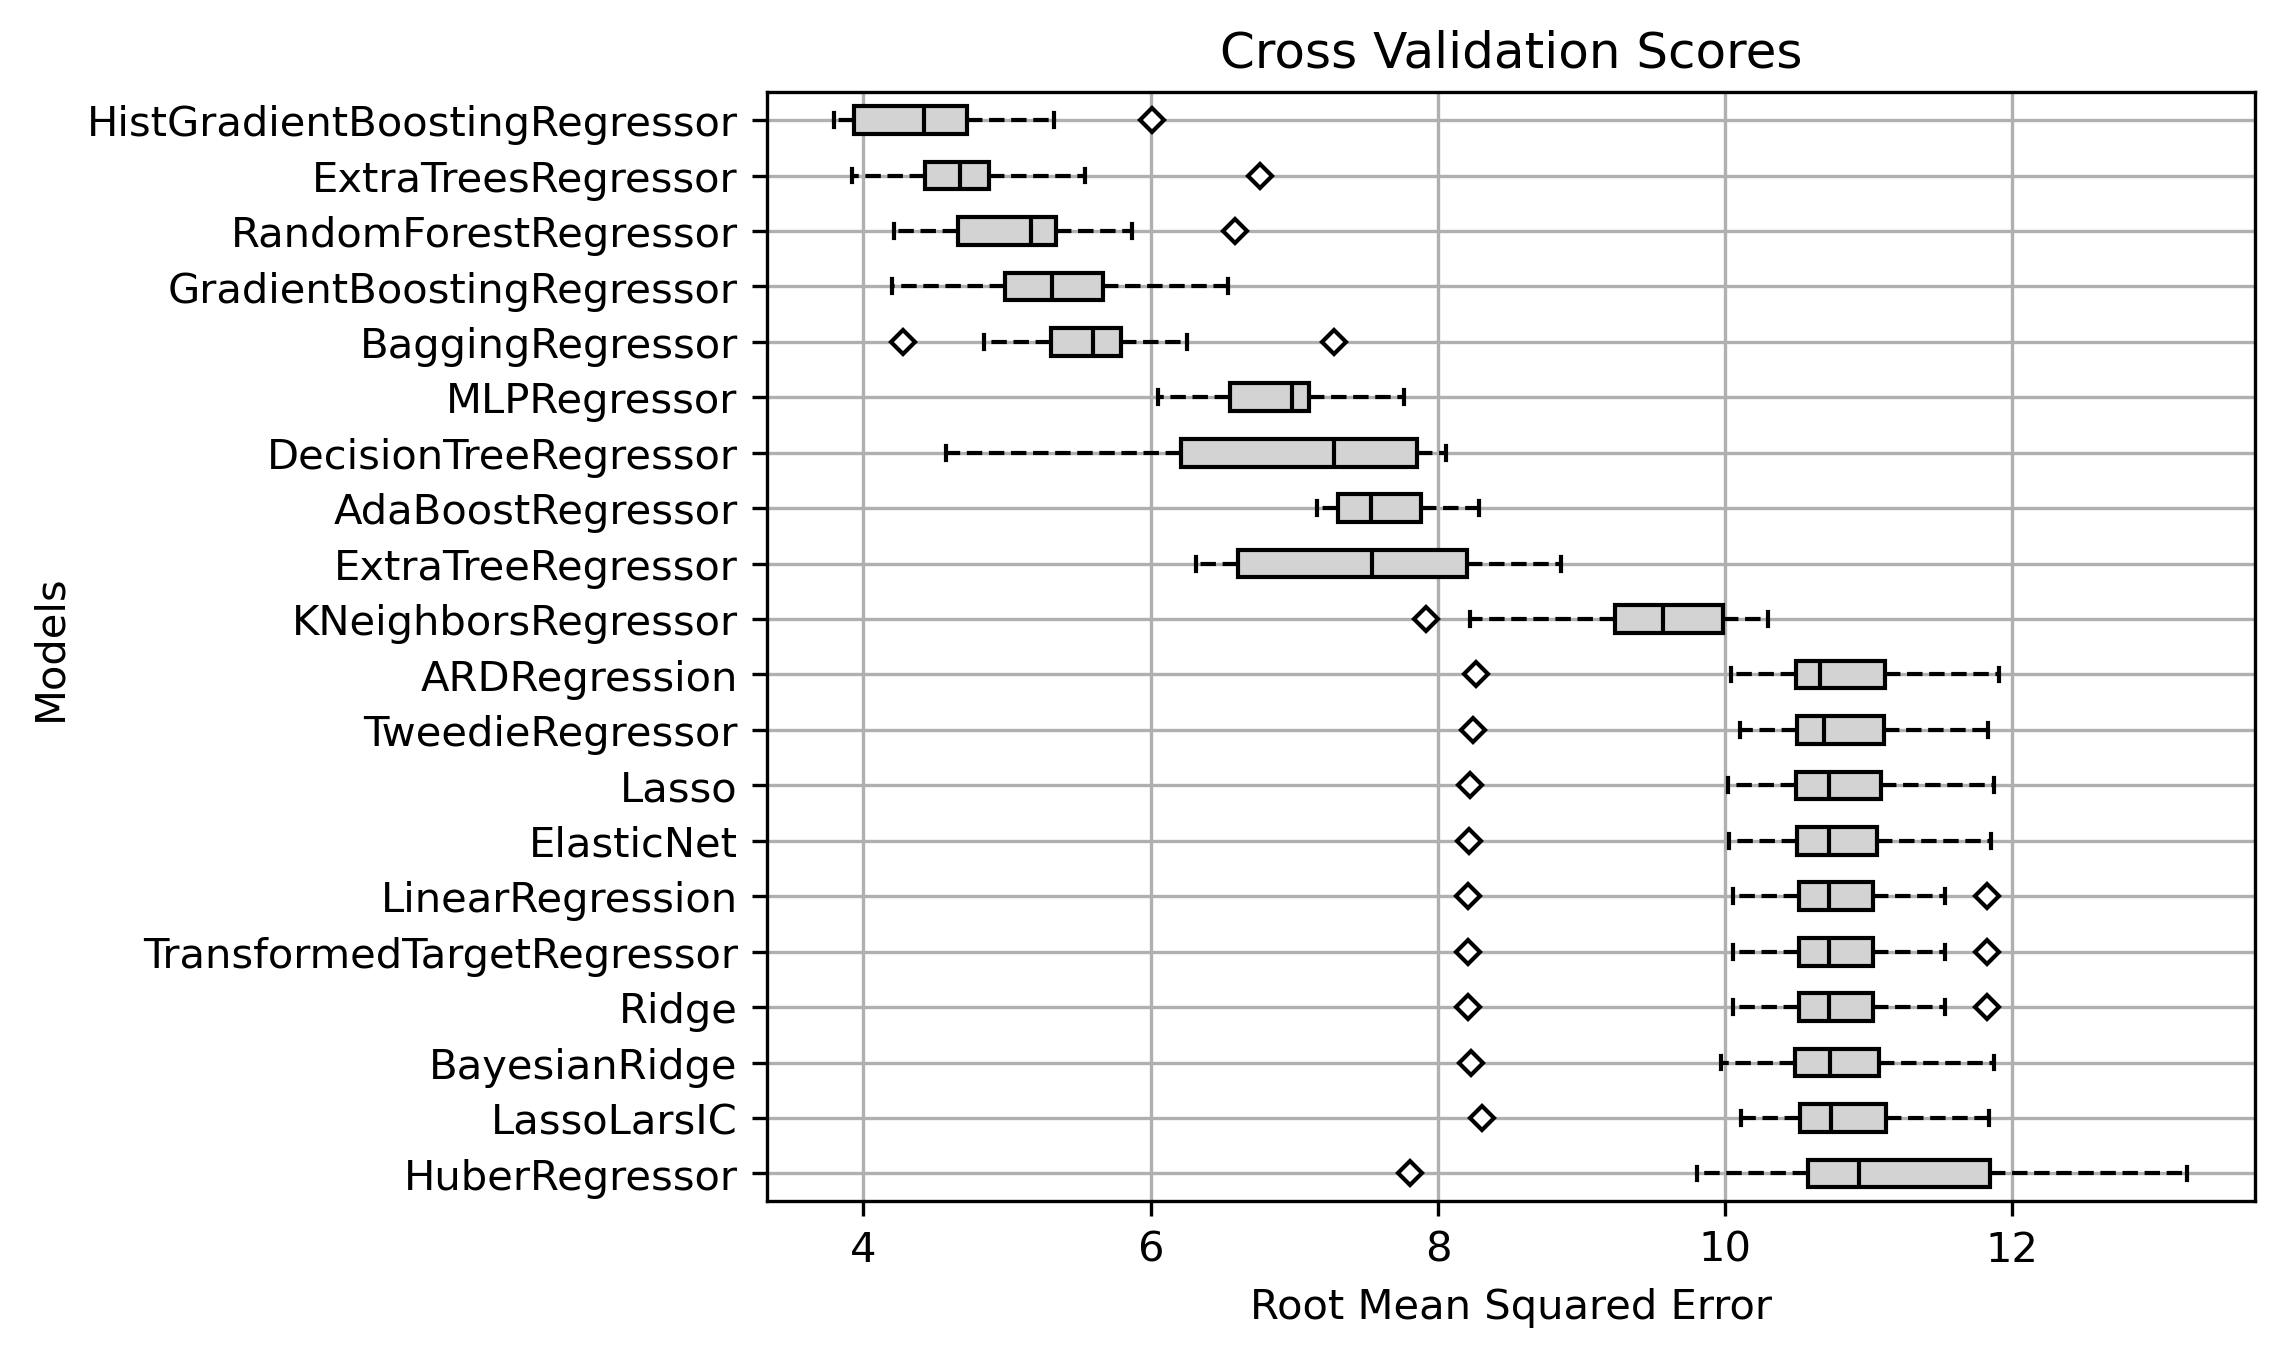 Cross Validation Scores
HistGradientBoostingRegressor
ExtraTreesRegressor
RandomForestRegressor
GradientBoostingRegressor
BaggingRegressor
MLPRegressor
DecisionTreeRegressor
AdaBoostRegressor
ExtraTreeRegressor
KNeighborsRegressor
ARDRegression
TweedieRegressor
Lasso
ElasticNet
LinearRegression
TransformedTargetRegressor
Ridge
BayesianRidge
LassoLarsIC
HuberRegressor
Models
4 6 8 10 12
Root Mean Squared Error